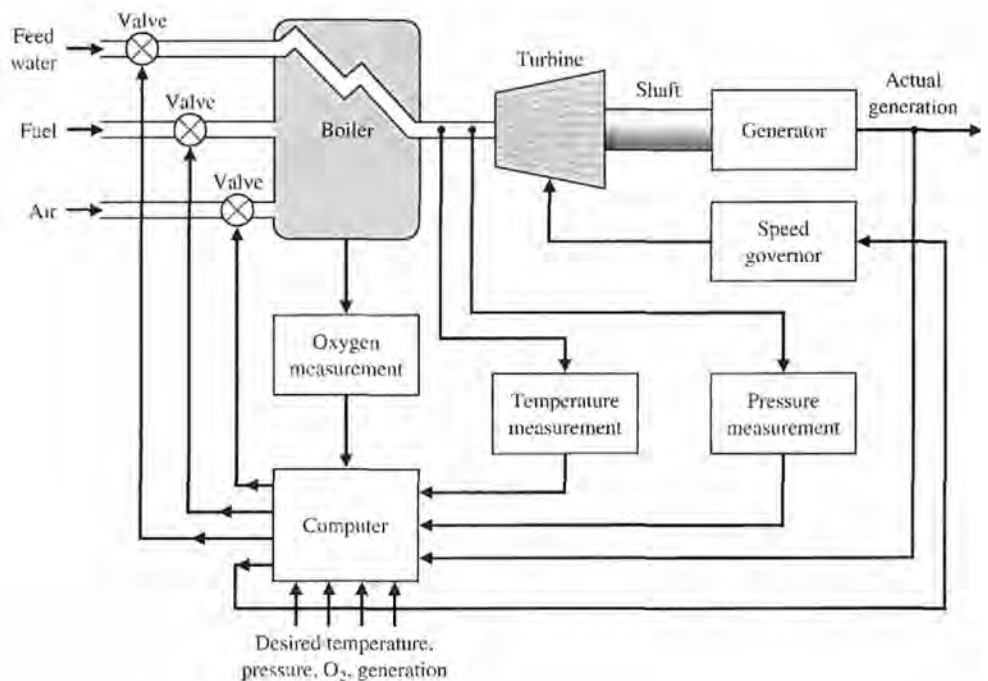 Valve
Feed
water
Turbine
Actual
generation
Shaft
Valve
Fuel
Boiler
Generator
Valve
Air
Speed
governor
Oxygen
measurement
Temperature
measurement
Pressure
measurement
Computer
Desired temperature,
pressure, O₂, generation